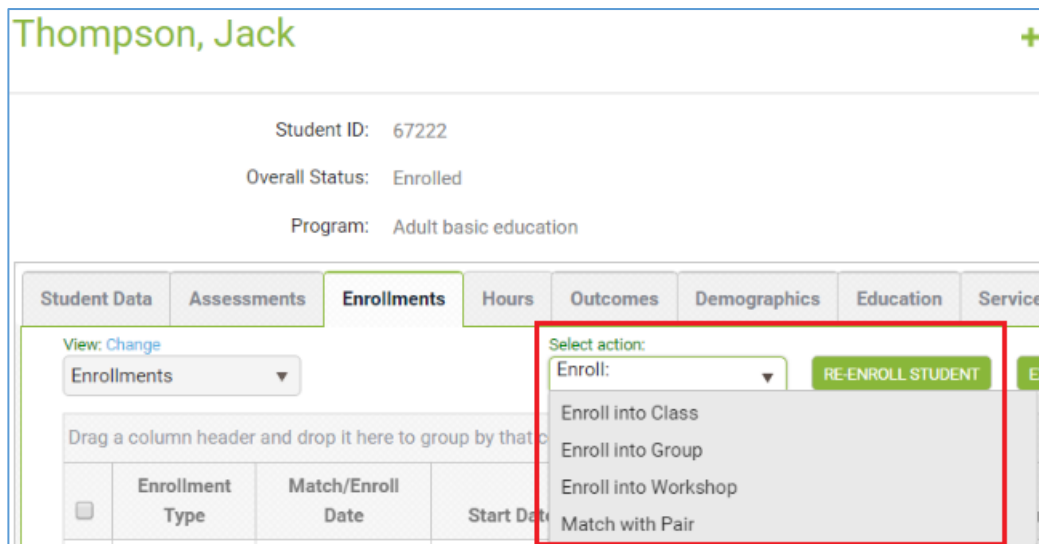 Thompson, Jack
Student ID: 67222
Overall Status: Enrolled
Program: Adult basic education
Student Data Assessments Enrollments Hours Outcomes Demographics Education Service
View: Change
Select action:
Enrollments
Enroll:
RE-ENROLL STUDENT
Enroll into Class
Drag a column header and drop it here to group by that
Enroll into Group
Enroll into Workshop
Enrollment Type
Match/Enroll Date
Start Date
Match with Pair